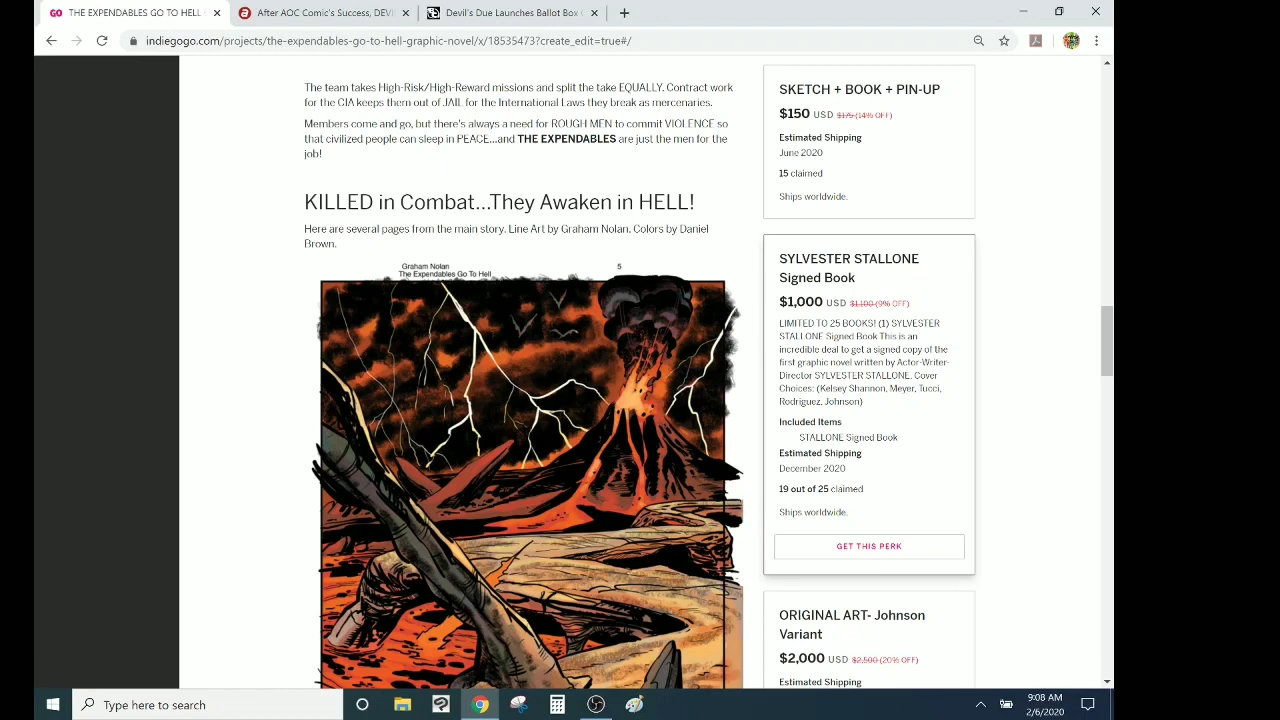 THE EXPENDABLES GO TO HELL
After AOC Comic's Success, DEVI
Devil's Due Launches Ballot Box
indiegogo.com/projects/the-expendables-go-to-hell-graphic-novel/x/18535473?create_edit=true#/
The team takes High-Risk/High-Reward missions and split the take EQUALLY. Contract work
for the CIA keeps them out of JAIL for the International Laws they break as mercenaries.
Members come and go, but there's always a need for ROUGH MEN to commit VIOLENCE so
that civilized people can sleep in PEACE...and THE EXPENDABLES are just the men for the
job!
KILLED in Combat...They Awaken in HELL!
Here are several pages from the main story. Line Art by Graham Nolan, Colors by Daniel
Brown.
Graham Nolan
The Expendables Go To Hell
5
SKETCH + BOOK + PIN-UP
$150 USD $175 (14% OFF)
Estimated Shipping
June 2020
15 claimed
Ships worldwide.
SYLVESTER STALLONE
Signed Book
$1,000 USD $1,100 (9% OFF)
LIMITED TO 25 BOOKS! (1) SYLVESTER
STALLONE Signed Book This is an
incredible deal to get a signed copy of the
first graphic novel written by Actor-Writer-
Director SYLVESTER STALLONE. Cover
Choices: (Kelsey Shannon, Meyer, Tucci,
Rodriguez, Johnson)
Included Items
STALLONE Signed Book
Estimated Shipping
December 2020
19 out of 25 claimed
Ships worldwide.
GET THIS PERK
ORIGINAL ART- Johnson
Variant
$2,000 USD $2,500 (20% OFF)
Estimated Shipping
Type here to search
9:08 AM
2/6/2020